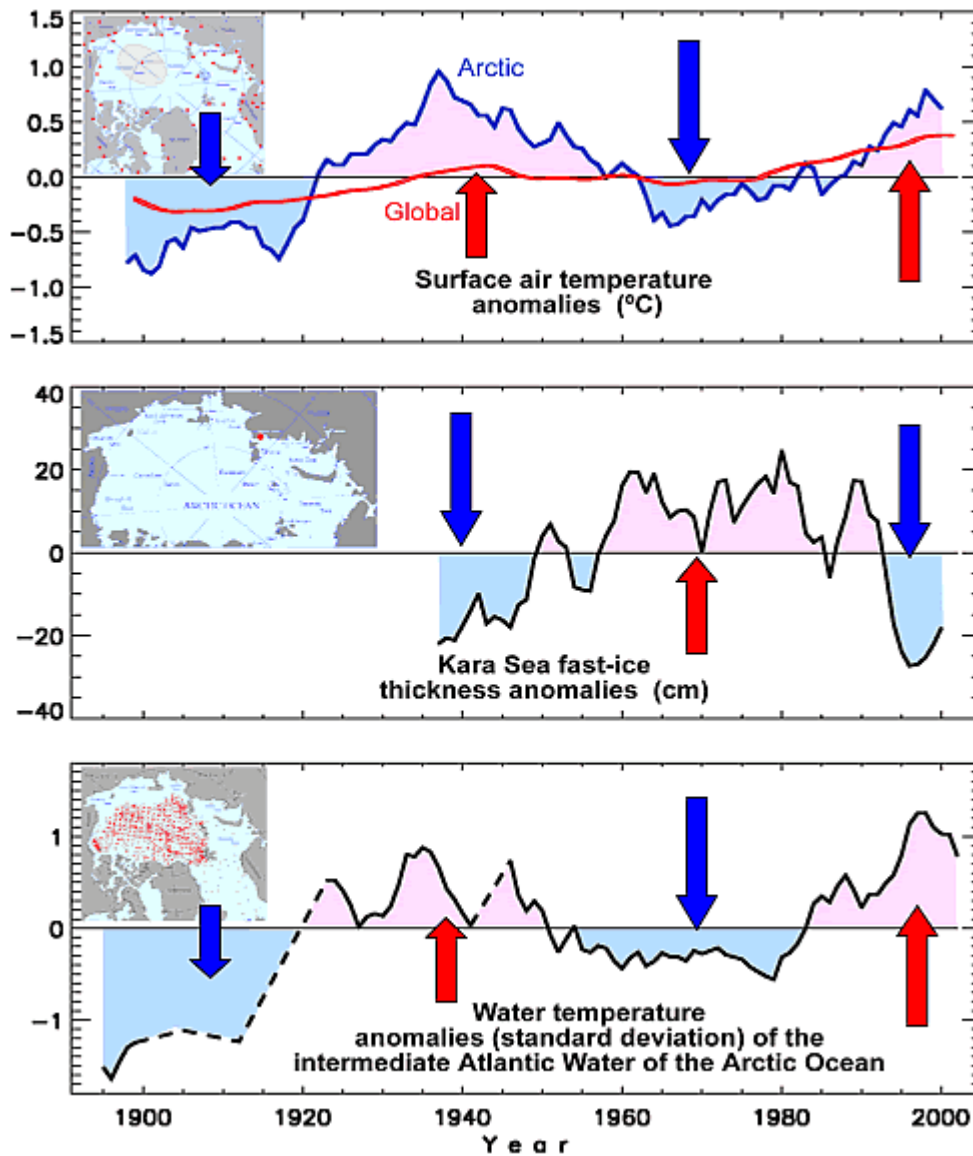 1.5
1.0
0.5
0.0
−0.5
−1.0
−1.5
Arctic
Global
Surface air temperature
anomalies (ºC)
40
20
0
−20
−40
ARCTIC OCEAN
Kara Sea fast-ice
thickness anomalies (cm)
1
0
−1
Water temperature
anomalies (standard deviation) of the
intermediate Atlantic Water of the Arctic Ocean
1900 1920 1940 1960 1980 2000
Year